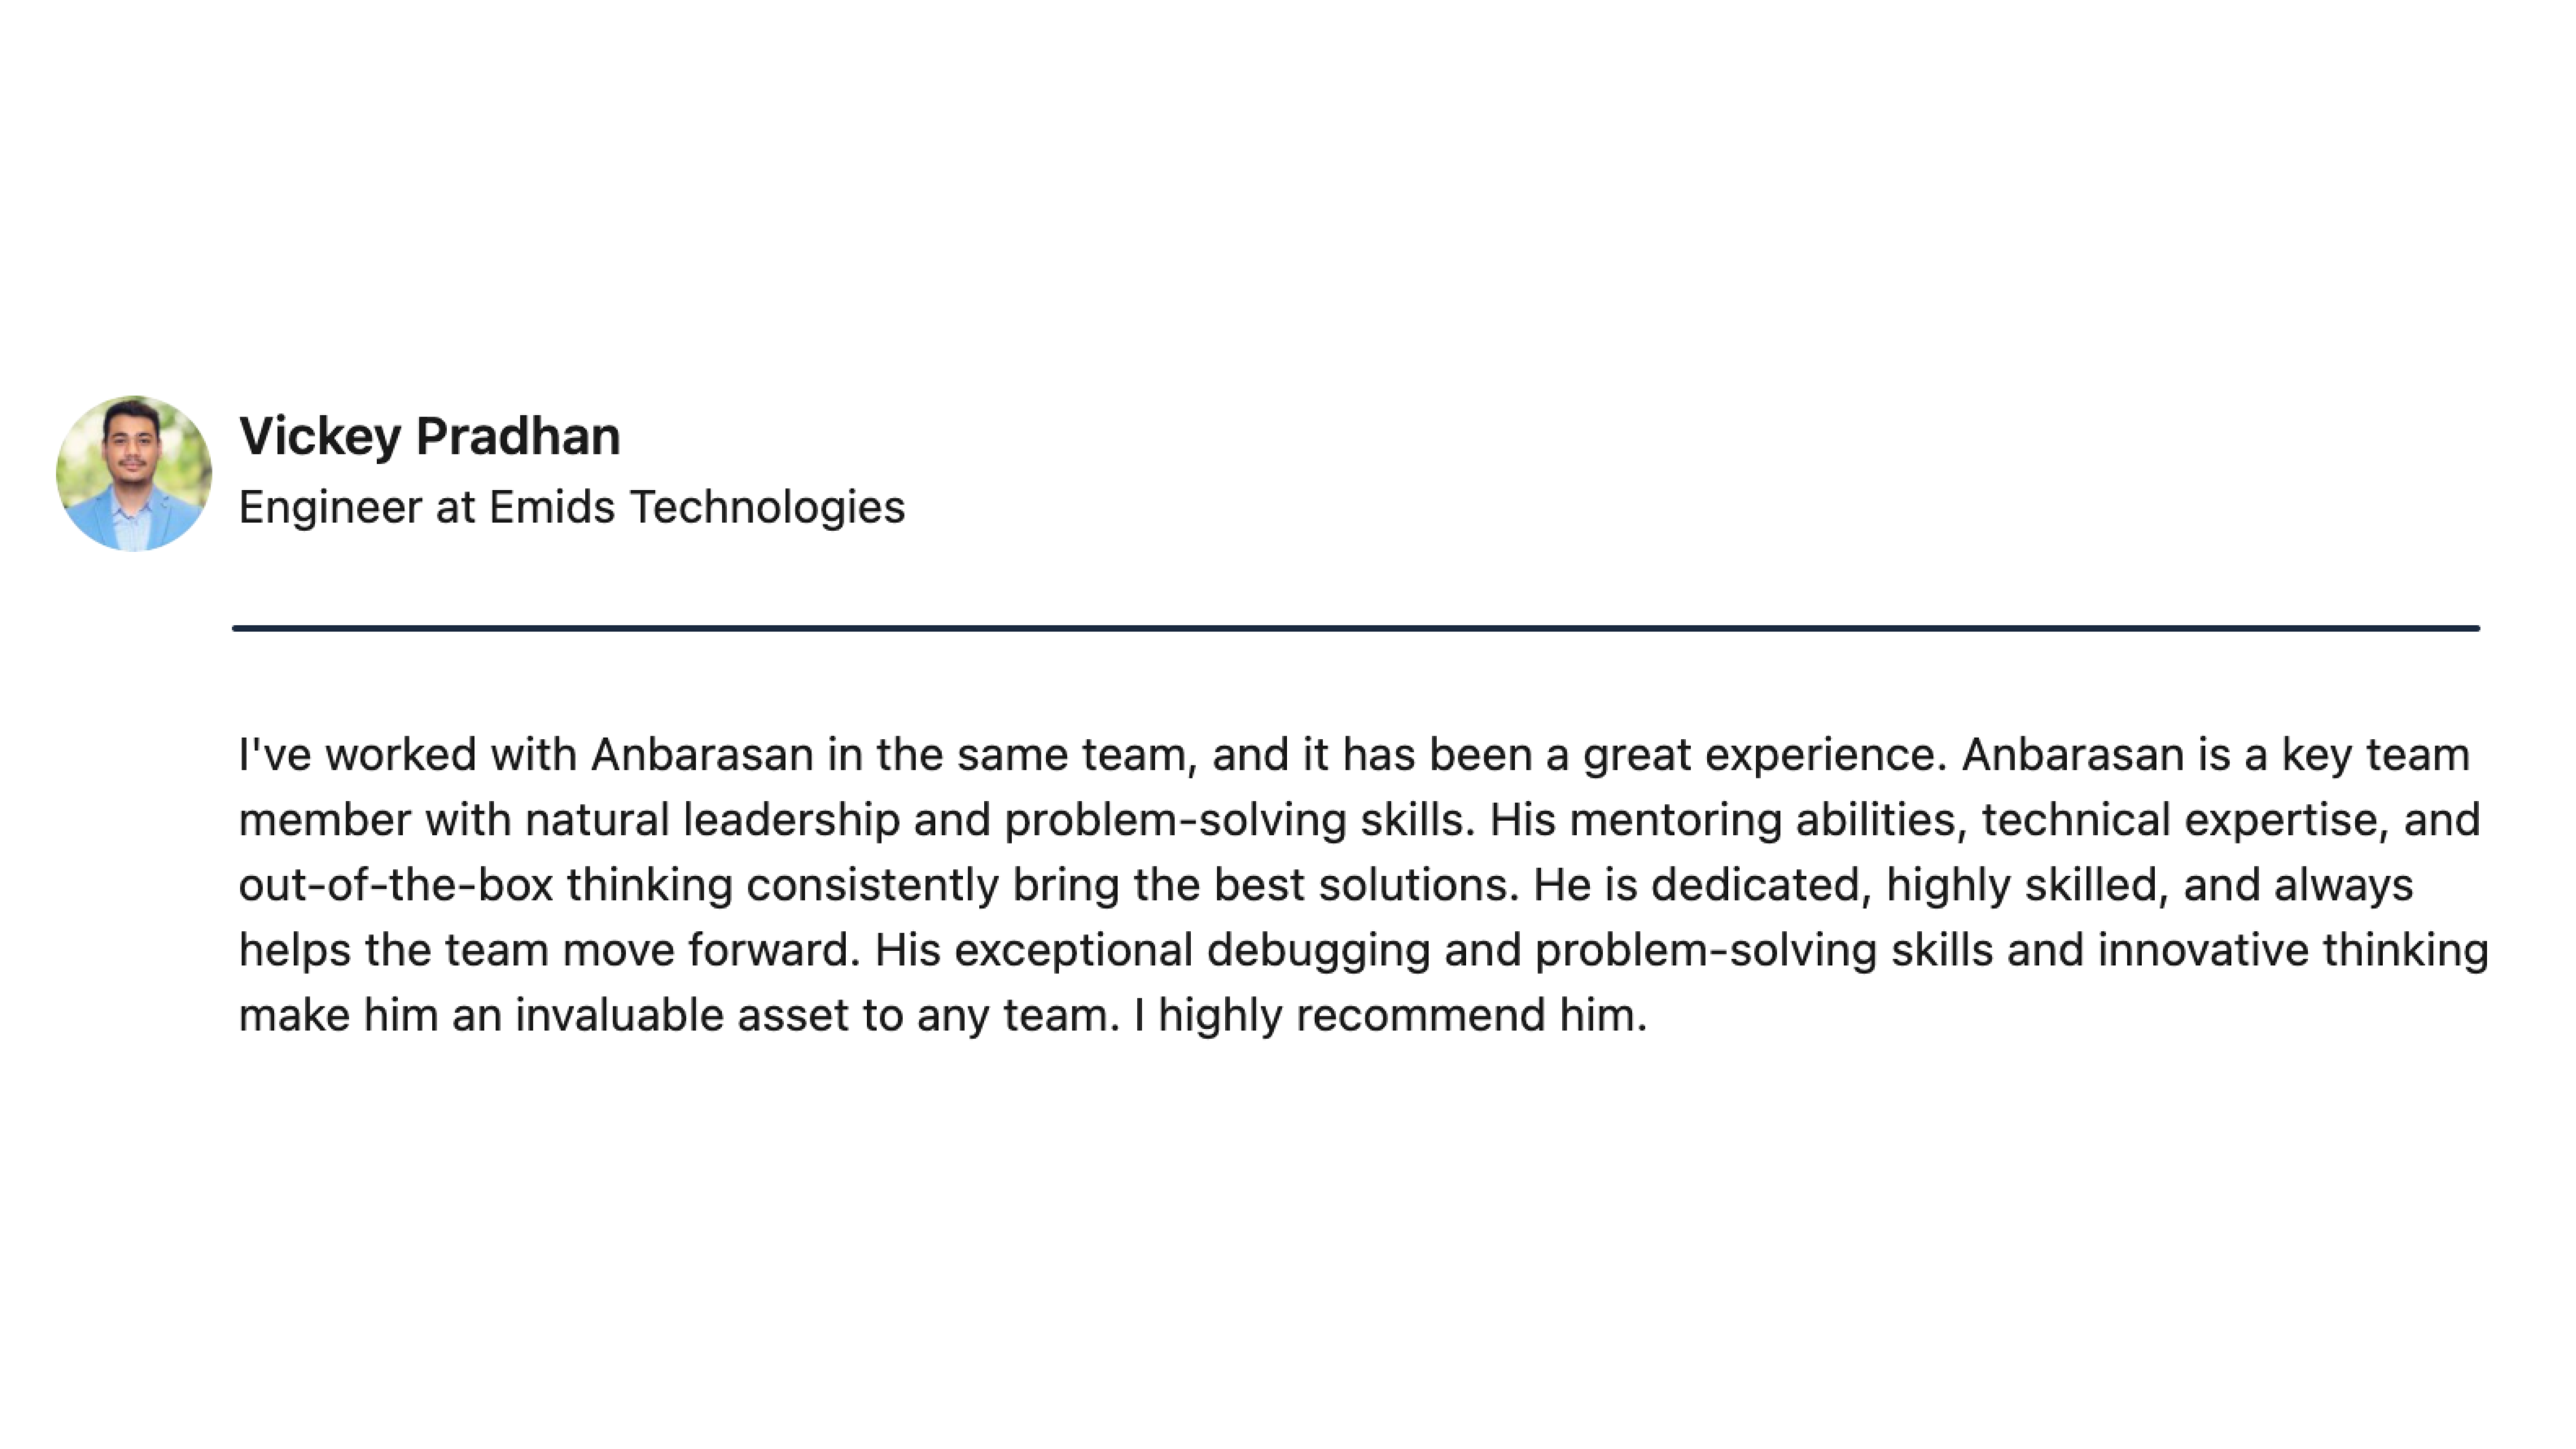 Vickey Pradhan
Engineer at Emids Technologies
I've worked with Anbarasan in the same team, and it has been a great experience. Anbarasan is a key team
member with natural leadership and problem-solving skills. His mentoring abilities, technical expertise, and
out-of-the-box thinking consistently bring the best solutions. He is dedicated, highly skilled, and always
helps the team move forward. His exceptional debugging and problem-solving skills and innovative thinking
make him an invaluable asset to any team. I highly recommend him.